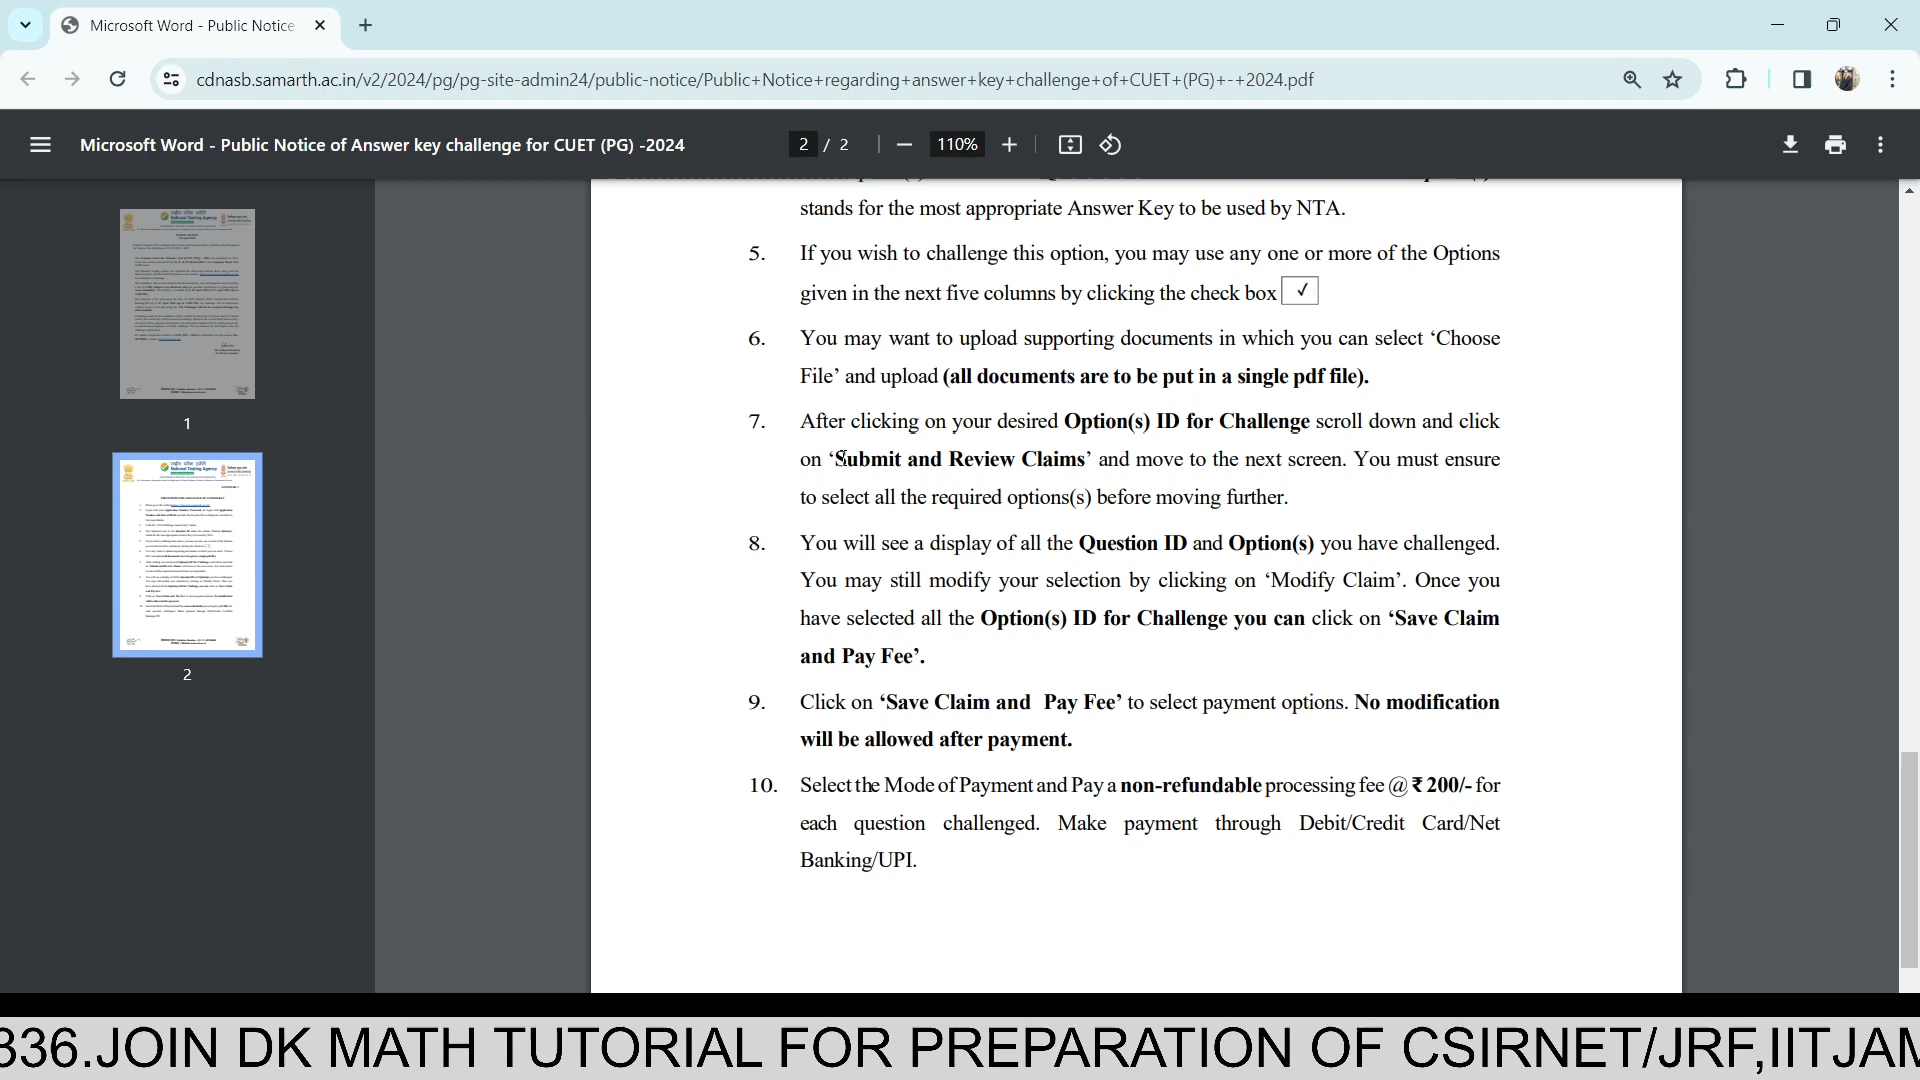 Microsoft Word - Public Notice
cdnasb.samarth.ac.in/v2/2024/pg/pg-site-admin24/public-notice/Public+Notice+regarding+answer+key+challenge+of+CUET+(PG)+-+2024.pdf
Microsoft Word - Public Notice of Answer key challenge for CUET (PG) -2024
2 / 2
110%
1
2
stands for the most appropriate Answer Key to be used by NTA.
5. If you wish to challenge this option, you may use any one or more of the Options
given in the next five columns by clicking the check box ✓
6. You may want to upload supporting documents in which you can select ‘Choose
File’ and upload (all documents are to be put in a single pdf file).
7. After clicking on your desired Option(s) ID for Challenge scroll down and click
on ‘Submit and Review Claims’ and move to the next screen. You must ensure
to select all the required options(s) before moving further.
8. You will see a display of all the Question ID and Option(s) you have challenged.
You may still modify your selection by clicking on ‘Modify Claim’. Once you
have selected all the Option(s) ID for Challenge you can click on ‘Save Claim
and Pay Fee’.
9. Click on ‘Save Claim and Pay Fee’ to select payment options. No modification
will be allowed after payment.
10. Select the Mode of Payment and Pay a non-refundable processing fee @ ₹ 200/- for
each question challenged. Make payment through Debit/Credit Card/Net
Banking/UPI.
336.JOIN DK MATH TUTORIAL FOR PREPARATION OF CSIRNET/JRF,IITJAM